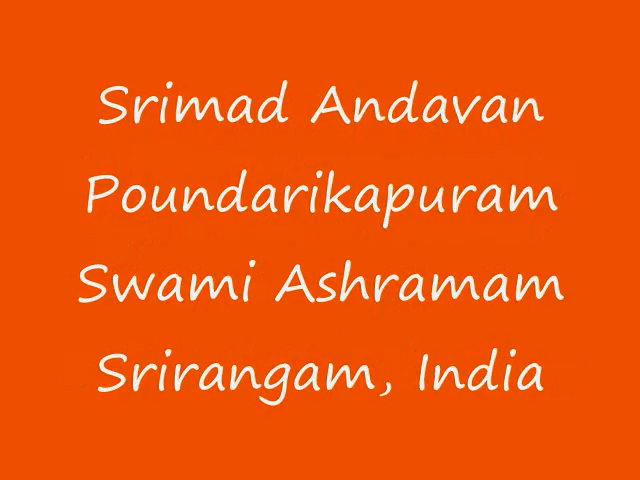 Srimad Andavan
Poundarikapuram
Swami Ashramam
Srirangam, India